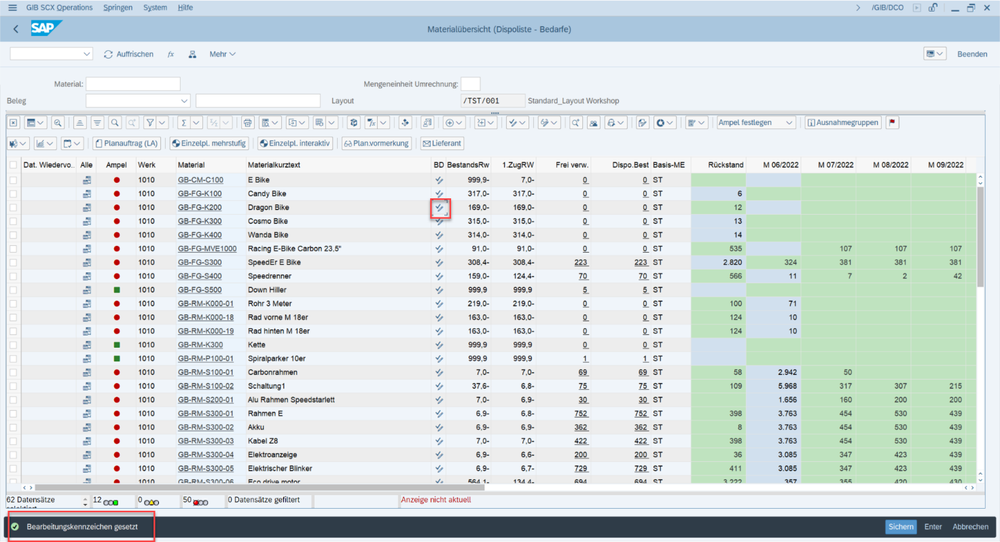 GIB SCX Operations Springen System Hilfe /GIB/DCO
SAP Materialübersicht (Dispoliste - Bedarfe)
Auffrischen fx Mehr Beenden
Material: Mengeneinheit Umrechnung:
Beleg Layout /TST/001 Standard_Layout Workshop
Ampel festlegen Ausnahmegruppen
Planauftrag (LA) Einzelpl. mehrstufig Einzelpl. interaktiv Plan.vormerkung Lieferant
Dat. Wiedervo.. Alle Ampel Werk Material Materialkurztext BD BestandsRw 1.ZugRW Frei verw. Dispo.Best Basis-ME Rückstand M 06/2022 M 07/2022 M 08/2022 M 09/2022
1010 GB-CM-C100 E Bike 999,9- 7,0- 0 0 ST
1010 GB-FG-K100 Candy Bike 317,0- 317,0- 0 0 ST 6
1010 GB-FG-K200 Dragon Bike 169,0- 169,0- 0 0 ST 12
1010 GB-FG-K300 Cosmo Bike 315,0- 315,0- 0 0 ST 13
1010 GB-FG-K400 Wanda Bike 314,0- 314,0- 0 0 ST 14
1010 GB-FG-MVE1000 Racing E-Bike Carbon 23,5" 91,0- 91,0- 0 0 ST 535 107 107 107
1010 GB-FG-S300 SpeedEr E Bike 308,4- 308,4- 223 223 ST 2.820 324 381 381 381
1010 GB-FG-S400 Speedrenner 159,0- 124,4- 70 70 ST 566 11 7 2 42
1010 GB-FG-S500 Down Hiller 999,9 999,9 5 5 ST
1010 GB-RM-K000-01 Rohr 3 Meter 219,0- 219,0- 0 0 ST 100 71
1010 GB-RM-K000-18 Rad vorne M 18er 163,0- 163,0- 0 0 ST 124 10
1010 GB-RM-K000-19 Rad hinten M 18er 163,0- 163,0- 0 0 ST 124 10
1010 GB-RM-K300 Kette 999,9 999,9 0 0 ST
1010 GB-RM-P100-01 Spiralparker 10er 999,9 999,9 1 1 ST
1010 GB-RM-S100-01 Carbonrahmen 7,0- 7,0- 69 69 ST 58 2.942 50
1010 GB-RM-S100-02 Schaltung1 37,6- 6,8- 75 75 ST 109 5.968 317 307 215
1010 GB-RM-S200-01 Alu Rahmen Speedstarlett 7,0- 6,9- 30 30 ST 1.656 160 200 200
1010 GB-RM-S300-01 Rahmen E 6,9- 6,8- 752 752 ST 398 3.763 454 530 439
1010 GB-RM-S300-02 Akku 6,9- 6,9- 362 362 ST 8 3.763 454 530 439
1010 GB-RM-S300-03 Kabel Z8 7,0- 7,0- 422 422 ST 398 3.763 454 530 439
1010 GB-RM-S300-04 Elektroanzeige 6,9- 6,6- 200 200 ST 36 3.085 347 423 439
1010 GB-RM-S300-05 Elektrischer Blinker 6,9- 6,7- 729 729 ST 411 3.085 347 423 439
1010 GB-RM-S300-06 Eco drive motor 564,1- 134,4- 694 694 ST 3.222 357 355 420 430
62 Datensätze 12 0 50 0 Datensätze gefiltert Anzeige nicht aktuell
Bearbeitungskennzeichen gesetzt Sichern Enter Abbrechen